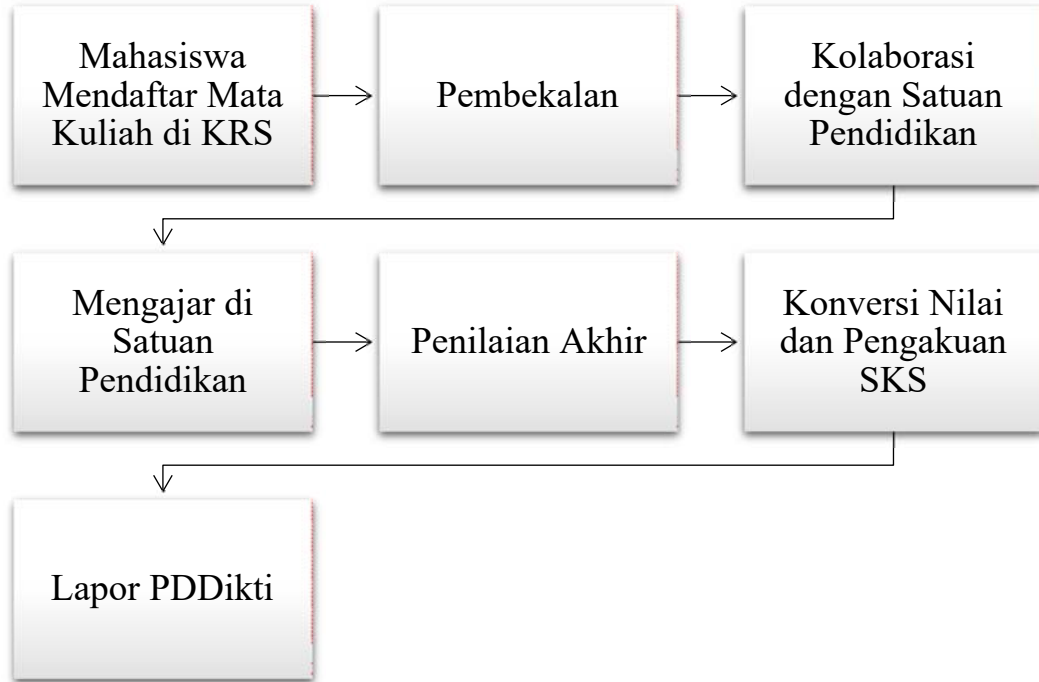 Mahasiswa
Mendaftar Mata
Kuliah di KRS
Pembekalan
Kolaborasi
dengan Satuan
Pendidikan
Mengajar di
Satuan
Pendidikan
Penilaian Akhir
Konversi Nilai
dan Pengakuan
SKS
Lapor PDDikti